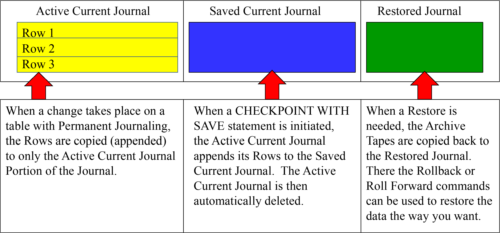 Active Current Journal
Saved Current Journal
Restored Journal
Row 1
Row 2
Row 3
When a change takes place on a
table with Permanent Journaling,
the Rows are copied (appended)
to only the Active Current Journal
Portion of the Journal.
When a CHECKPOINT WITH
SAVE statement is initiated,
the Active Current Journal
appends its Rows to the Saved
Current Journal.  The Active
Current Journal is then
automatically deleted.
When a Restore is
needed, the Archive
Tapes are copied back to
the Restored Journal.
There the Rollback or
Roll Forward commands
can be used to restore the
data the way you want.